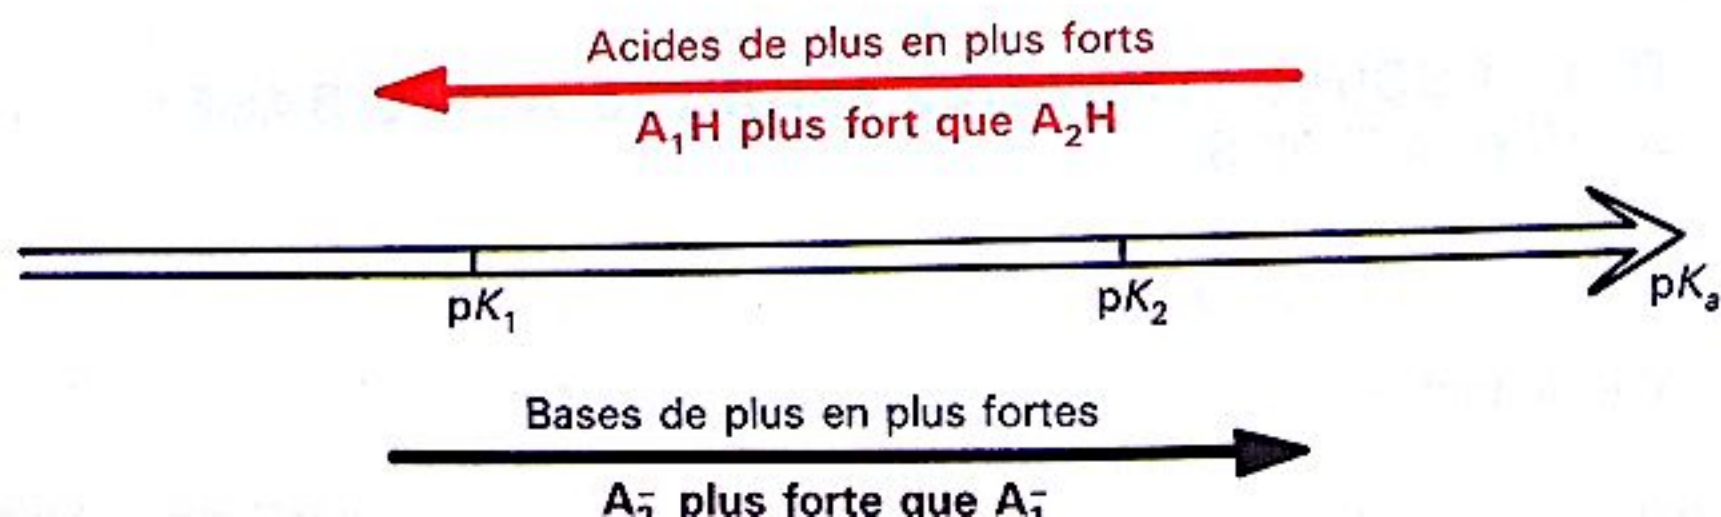 Acides de plus en plus forts
A₁H plus fort que A₂H
pK₁ pK₂ pKₐ
Bases de plus en plus fortes
A₂⁻ plus forte que A₁⁻